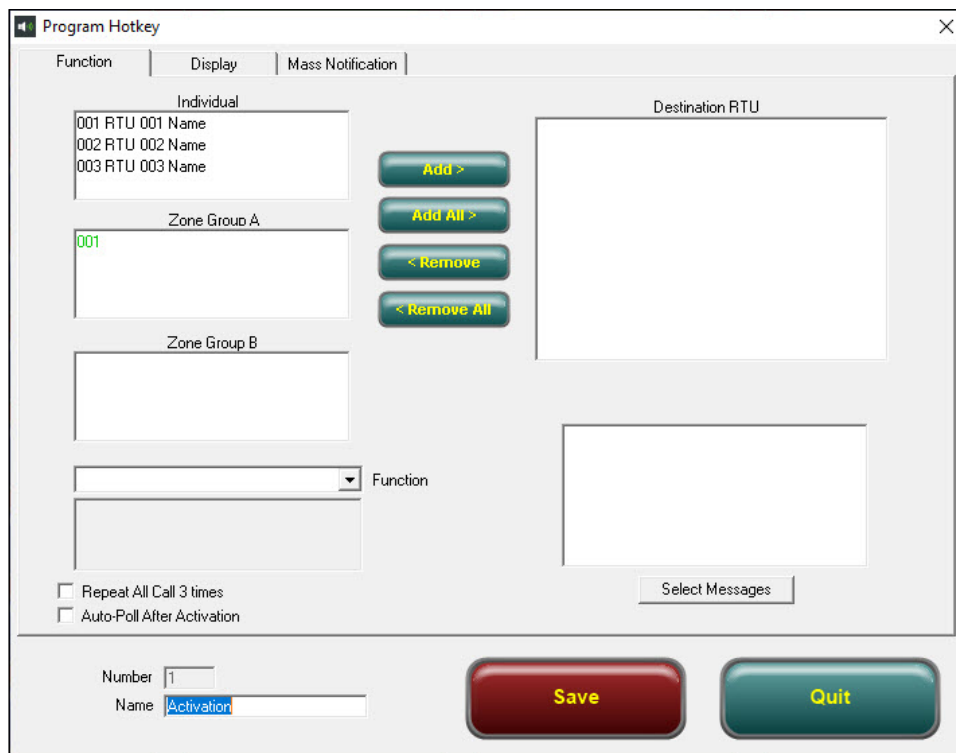 Program Hotkey
Function
Display
Mass Notification
Individual
001 RTU 001 Name
002 RTU 002 Name
003 RTU 003 Name
Zone Group A
001
Zone Group B
Add >
Add All >
< Remove
< Remove All
Destination RTU
Function
Select Messages
Repeat All Call 3 times
Auto-Poll After Activation
Number 1
Name Activation
Save
Quit